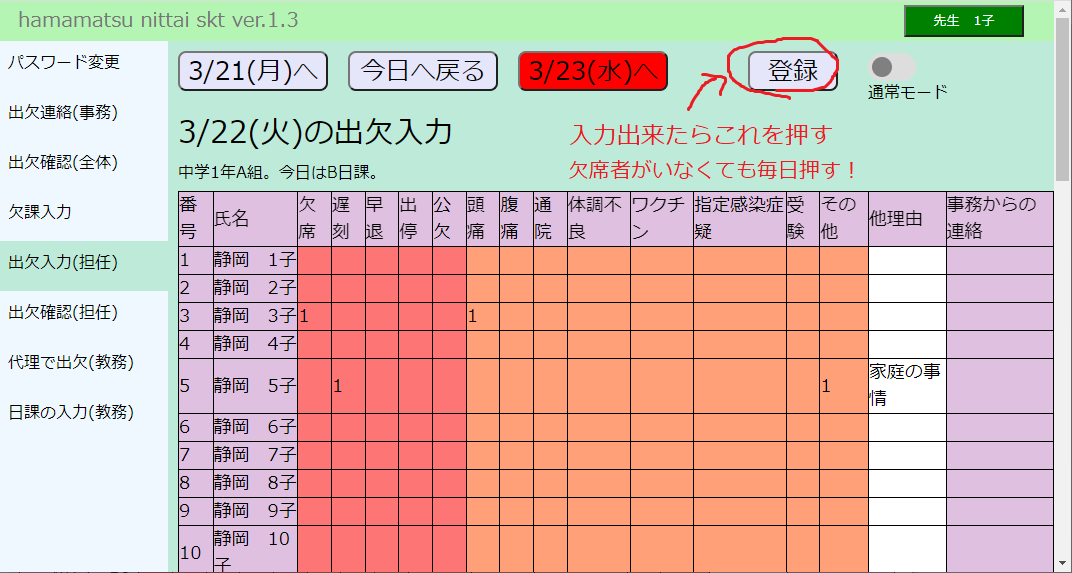 hamamatsu nittai skt ver.1.3
先生　1子
パスワード変更
出欠連絡(事務)
出欠確認(全体)
欠課入力
出欠入力(担任)
出欠確認(担任)
代理で出欠(教務)
日課の入力(教務)
3/21(月)へ 今日へ戻る 3/23(水)へ 登録
通常モード
3/22(火)の出欠入力
入力出来たらこれを押す
欠席者がいなくても毎日押す！
中学1年A組。今日はB日課。
番号 氏名 欠席 遅刻 早退 出停 公欠 頭痛 腹痛 通院 体調不良 ワクチン 指定感染症疑 受験 その他 他理由 事務からの連絡
1 静岡　1子
2 静岡　2子
3 静岡　3子 1 1
4 静岡　4子
5 静岡　5子 1 1 家庭の事情
6 静岡　6子
7 静岡　7子
8 静岡　8子
9 静岡　9子
10 静岡　10子